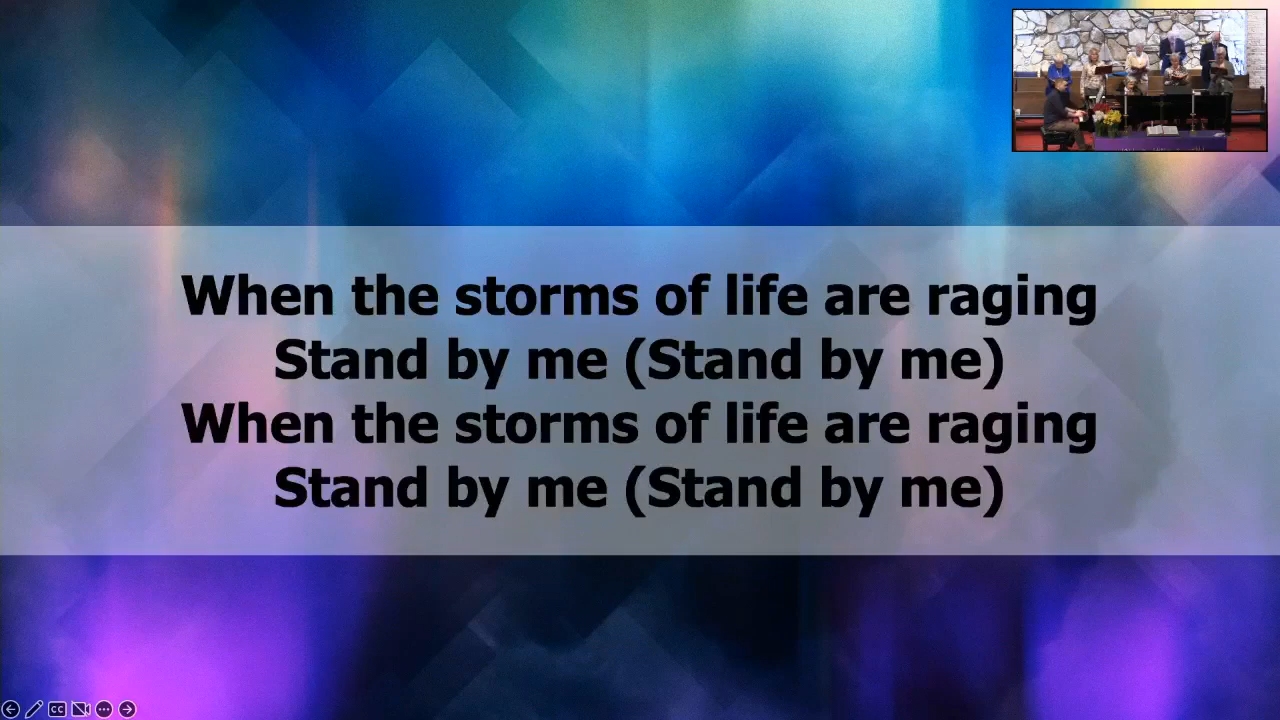 When the storms of life are raging
Stand by me (Stand by me)
When the storms of life are raging
Stand by me (Stand by me)
CC